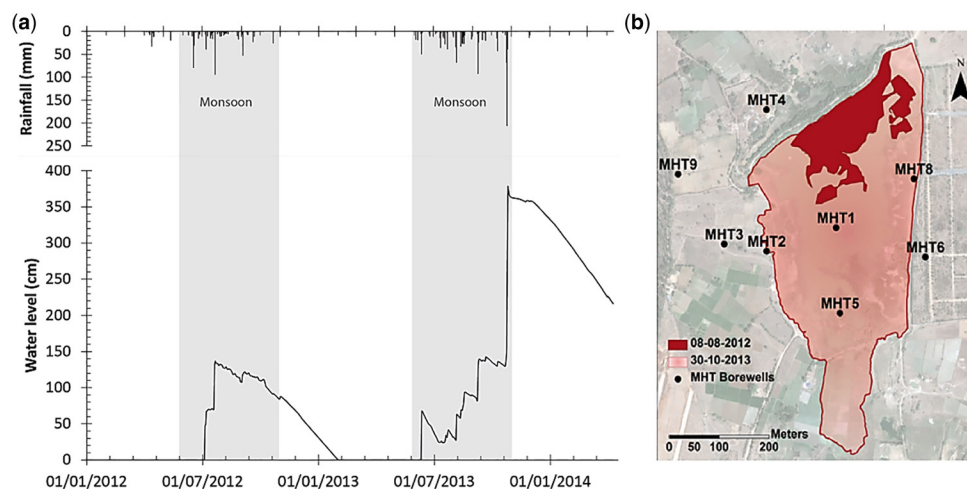 (a)
0
50
100
150
200
250
Rainfall (mm)
Monsoon
Monsoon
400
350
300
250
200
150
100
50
0
Water level (cm)
01/01/2012
01/07/2012
01/01/2013
01/07/2013
01/01/2014
(b)
N
MHT4
MHT9
MHT8
MHT1
MHT3
MHT2
MHT6
MHT5
08-08-2012
30-10-2013
MHT Borewells
Meters
0 50 100 200